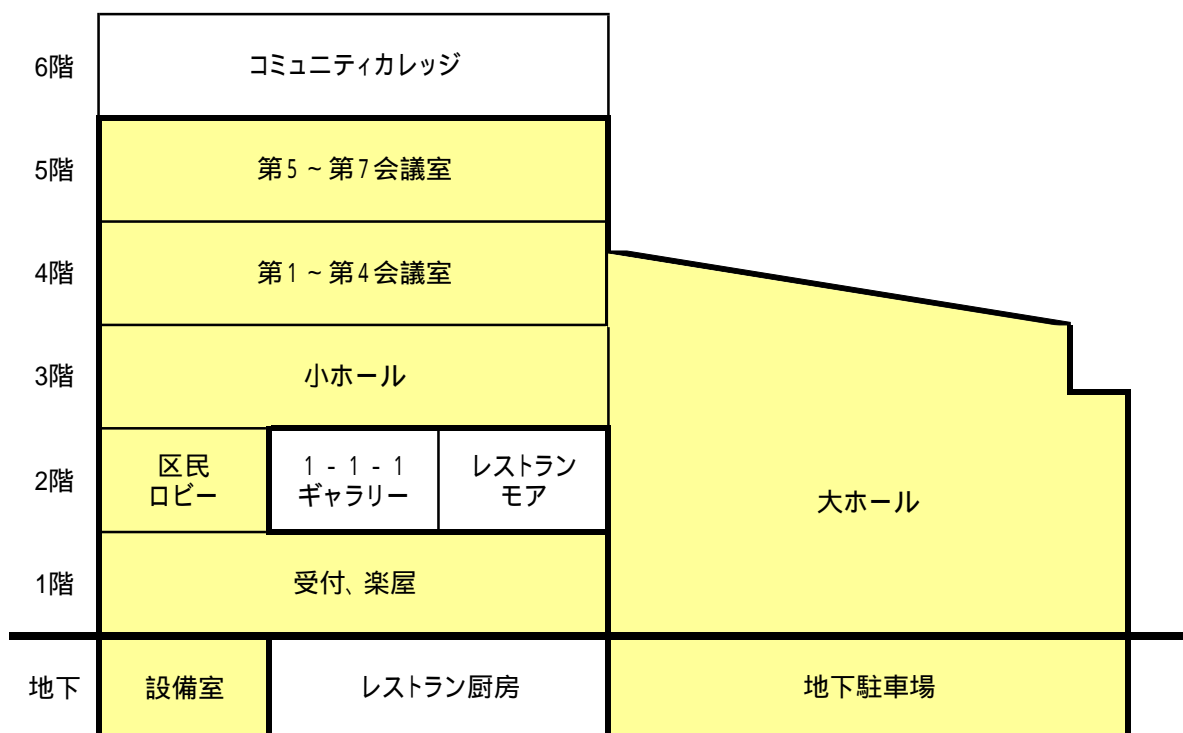 6階
コミュニティカレッジ
5階
第5~第7会議室
4階
第1~第4会議室
3階
小ホール
2階
区民
ロビー
1-1-1
ギャラリー
レストラン
モア
大ホール
1階
受付、楽屋
地下
設備室
レストラン厨房
地下駐車場